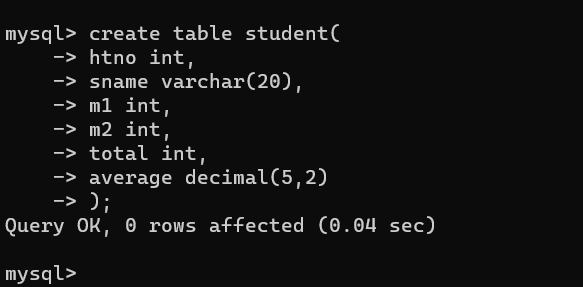 mysql> create table student(
    -> htno int,
    -> sname varchar(20),
    -> m1 int,
    -> m2 int,
    -> total int,
    -> average decimal(5,2)
    -> );
Query OK, 0 rows affected (0.04 sec)
mysql>